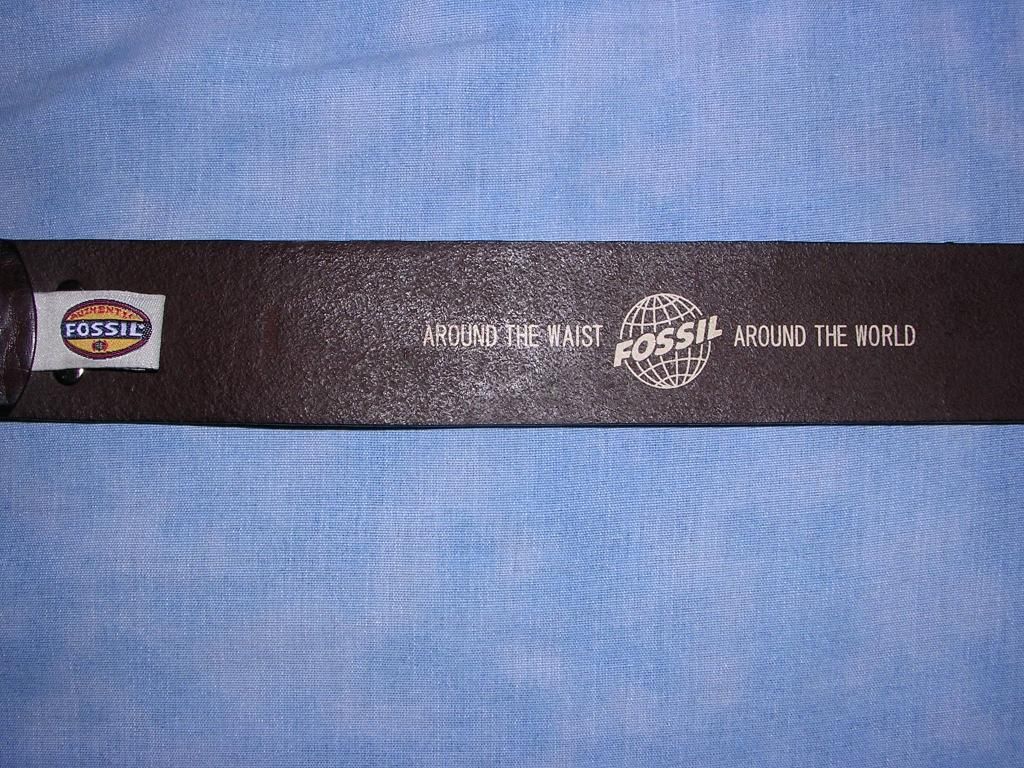 AUTHENTIC
FOSSIL
AROUND THE WAIST FOSSIL AROUND THE WORLD